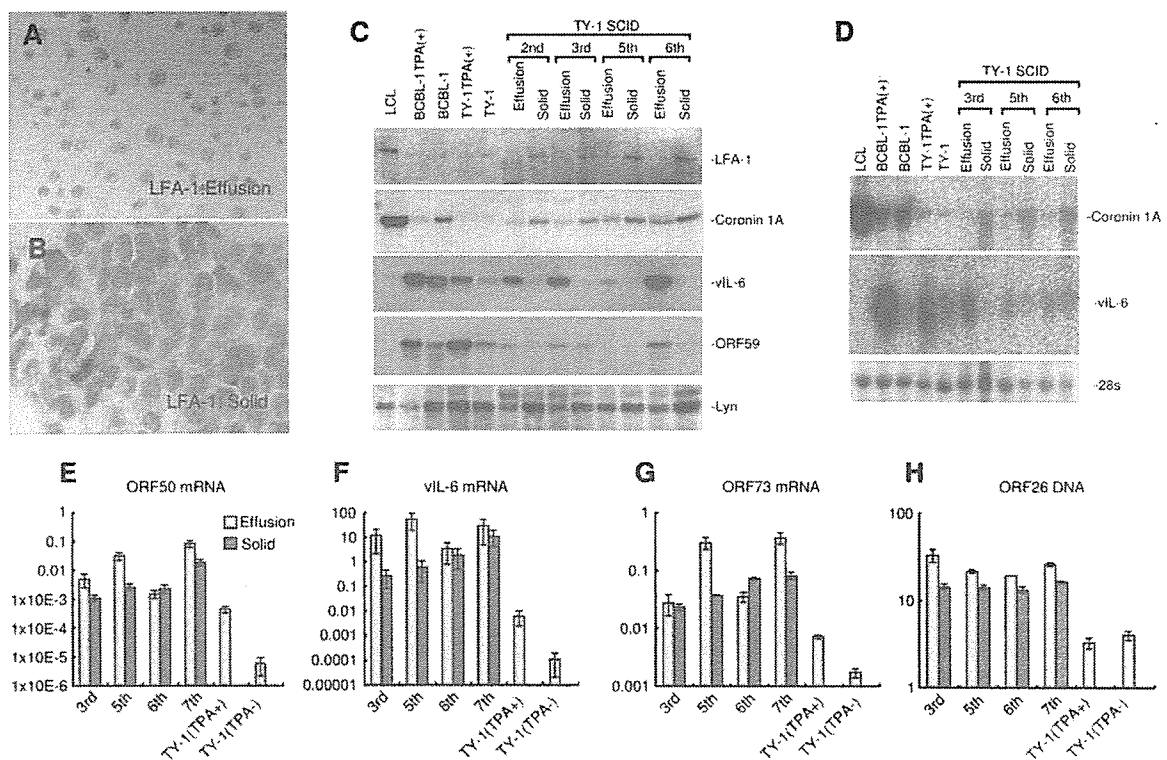 A
LFA-1:Effusion
B
LFA-1: Solid
C
TY-1 SCID
2nd 3rd 5th 6th
LCL
BCBL-1TPA(+)
BCBL-1
TY-1TPA(+)
TY-1
Effusion
Solid
Effusion
Solid
Effusion
Solid
Effusion
Solid
-LFA-1
-Coronin 1A
-vIL-6
-ORF59
-Lyn
D
TY-1 SCID
3rd 5th 6th
LCL
BCBL-1TPA(+)
BCBL-1
TY-1TPA(+)
TY-1
Effusion
Solid
Effusion
Solid
Effusion
Solid
-Coronin 1A
-vIL-6
-28s
E
ORF50 mRNA
1
0.1
0.01
1x10E-3
1x10E-4
1x10E-5
1x10E-6
Effusion
Solid
3rd
5th
6th
7th
TY-1(TPA+)
TY-1(TPA-)
F
vIL-6 mRNA
100
10
1
0.1
0.01
0.001
0.0001
0.00001
3rd
5th
6th
7th
TY-1(TPA+)
TY-1(TPA-)
G
ORF73 mRNA
1
0.1
0.01
0.001
3rd
5th
6th
7th
TY-1(TPA+)
TY-1(TPA-)
H
ORF26 DNA
100
10
1
3rd
5th
6th
7th
TY-1(TPA+)
TY-1(TPA-)